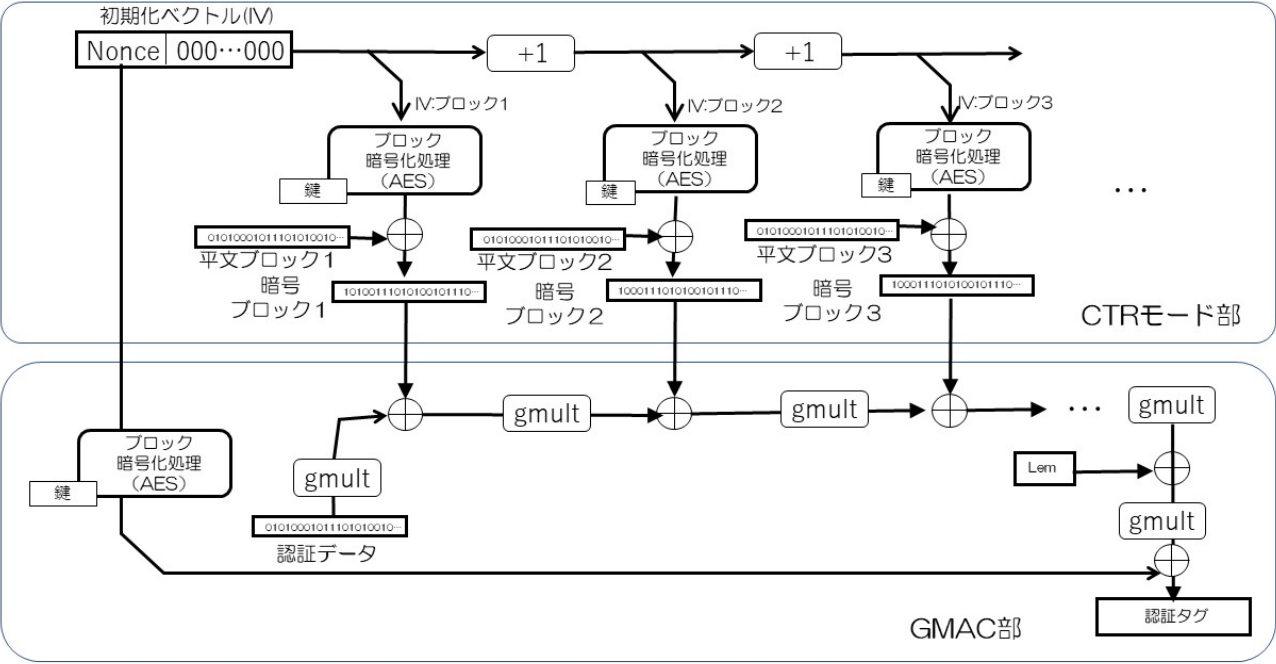 初期化ベクトル(IV)
Nonce 000…000
+1
+1
IV:ブロック1
IV:ブロック2
IV:ブロック3
ブロック
暗号化処理
(AES)
鍵
ブロック
暗号化処理
(AES)
鍵
ブロック
暗号化処理
(AES)
鍵
…
0101000101110101010010…
平文ブロック1
0101000101110101010010…
平文ブロック2
0101000101110101010010…
平文ブロック3
暗号
ブロック1
1010011101010010101110…
暗号
ブロック2
1000111010100101110…
暗号
ブロック3
1000111010100101110…
CTRモード部
gmult
gmult
…
gmult
ブロック
暗号化処理
(AES)
鍵
gmult
0101000101110101010010…
認証データ
Lem
gmult
認証タグ
GMAC部